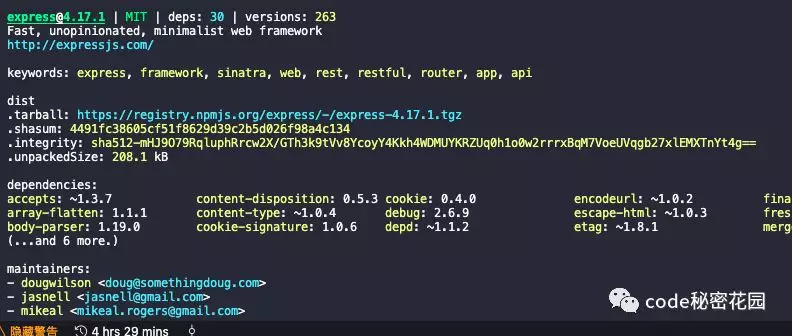 express@4.17.1 | MIT | deps: 30 | versions: 263
Fast, unopinionated, minimalist web framework
http://expressjs.com/
keywords: express, framework, sinatra, web, rest, restful, router, app, api
dist
.tarball: https://registry.npmjs.org/express/-/express-4.17.1.tgz
.shasum: 4491fc38605cf51f8629d39c2b5d026f98a4c134
.integrity: sha512-mHJ9O79RqluphRrcw2X/GTh3k9tVv8YcoyY4Kkh4WDMUYKRZUq0h1o0w2rrrxBqM7VoeUVqgb27xlEMXTnYt4g==
.unpackedSize: 208.1 kB
dependencies:
accepts: ~1.3.7 content-disposition: 0.5.3 cookie: 0.4.0 encodeurl: ~1.0.2 fina
array-flatten: 1.1.1 content-type: ~1.0.4 debug: 2.6.9 escape-html: ~1.0.3 fres
body-parser: 1.19.0 cookie-signature: 1.0.6 depd: ~1.1.2 etag: ~1.8.1 merg
(...and 6 more.)
maintainers:
- dougwilson <doug@somethingdoug.com>
- jasnell <jasnell@gmail.com>
- mikeal <mikeal.rogers@gmail.com>
code秘密花园
隐藏警告 4 hrs 29 mins